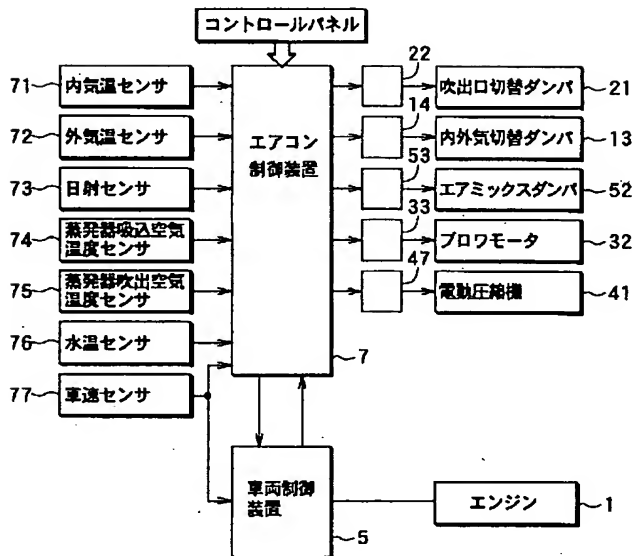 コントロールパネル
71 内気温センサ
72 外気温センサ
73 日射センサ
74 蒸発器吸込空気
温度センサ
75 蒸発器吹出空気
温度センサ
76 水温センサ
77 車速センサ
エアコン
制御装置
7
22
吹出口切替ダンパ 21
14
内外気切替ダンパ 13
53
エアミックスダンパ 52
33
ブロワモータ 32
47
電動圧縮機 41
車両制御
装置
5
エンジン 1